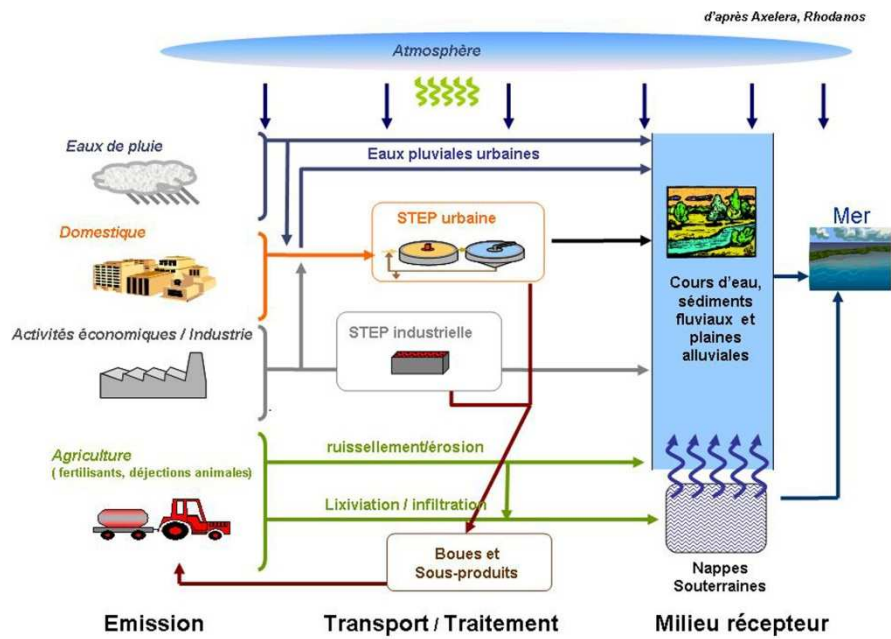 d'après Axelera, Rhodanos
Atmosphère
Eaux de pluie
Eaux pluviales urbaines
Domestique
STEP urbaine
Mer
Cours d'eau,
sédiments
fluviaux et
plaines
alluviales
Activités économiques / Industrie
STEP industrielle
Agriculture
( fertilisants, déjections animales)
ruissellement/érosion
Lixiviation / infiltration
Boues et
Sous-produits
Nappes
Souterraines
Emission
Transport / Traitement
Milieu récepteur